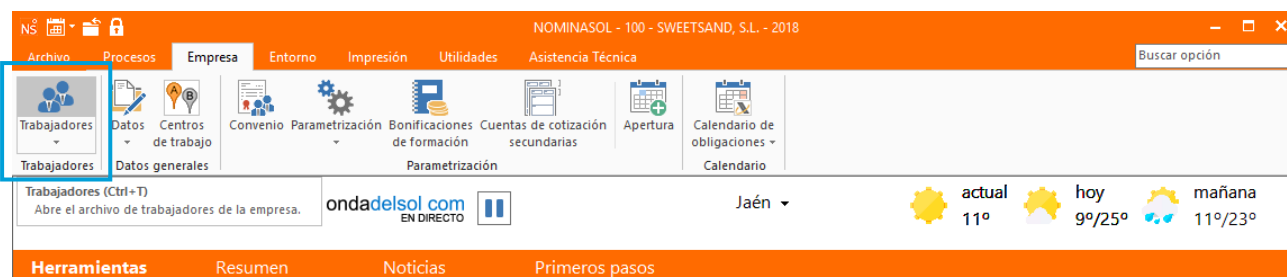 NS
NOMINASOL - 100 - SWEETSAND, S.L. - 2018
Archivo Procesos Empresa Entorno Impresión Utilidades Asistencia Técnica Buscar opción
A B
Trabajadores Datos Centros de trabajo Convenio Parametrización Bonificaciones de formación Cuentas de cotización secundarias Apertura Calendario de obligaciones
Trabajadores Datos generales Parametrización Calendario
Trabajadores (Ctrl+T)
Abre el archivo de trabajadores de la empresa.
ondadelsol com
EN DIRECTO
Jaén
actual
11º
hoy
9º/25º
mañana
11º/23º
Herramientas Resumen Noticias Primeros pasos